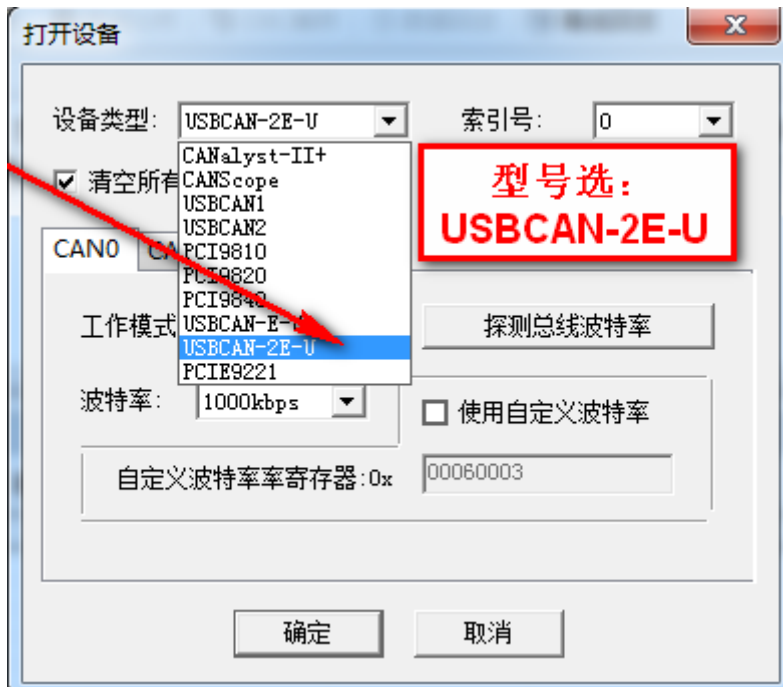 打开设备
设备类型: USBCAN-2E-U 索引号: 0
CANalyst-II+
清空所有 CANScope
USBCAN1
USBCAN2
型号选:
USBCAN-2E-U
CAN0 CA PCI9810
PCI9820
PCI9840
工作模式 USBCAN-E-U 探测总线波特率
USBCAN-2E-U
PCIE9221
波特率: 1000kbps 使用自定义波特率
自定义波特率率寄存器:0x 00060003
确定 取消